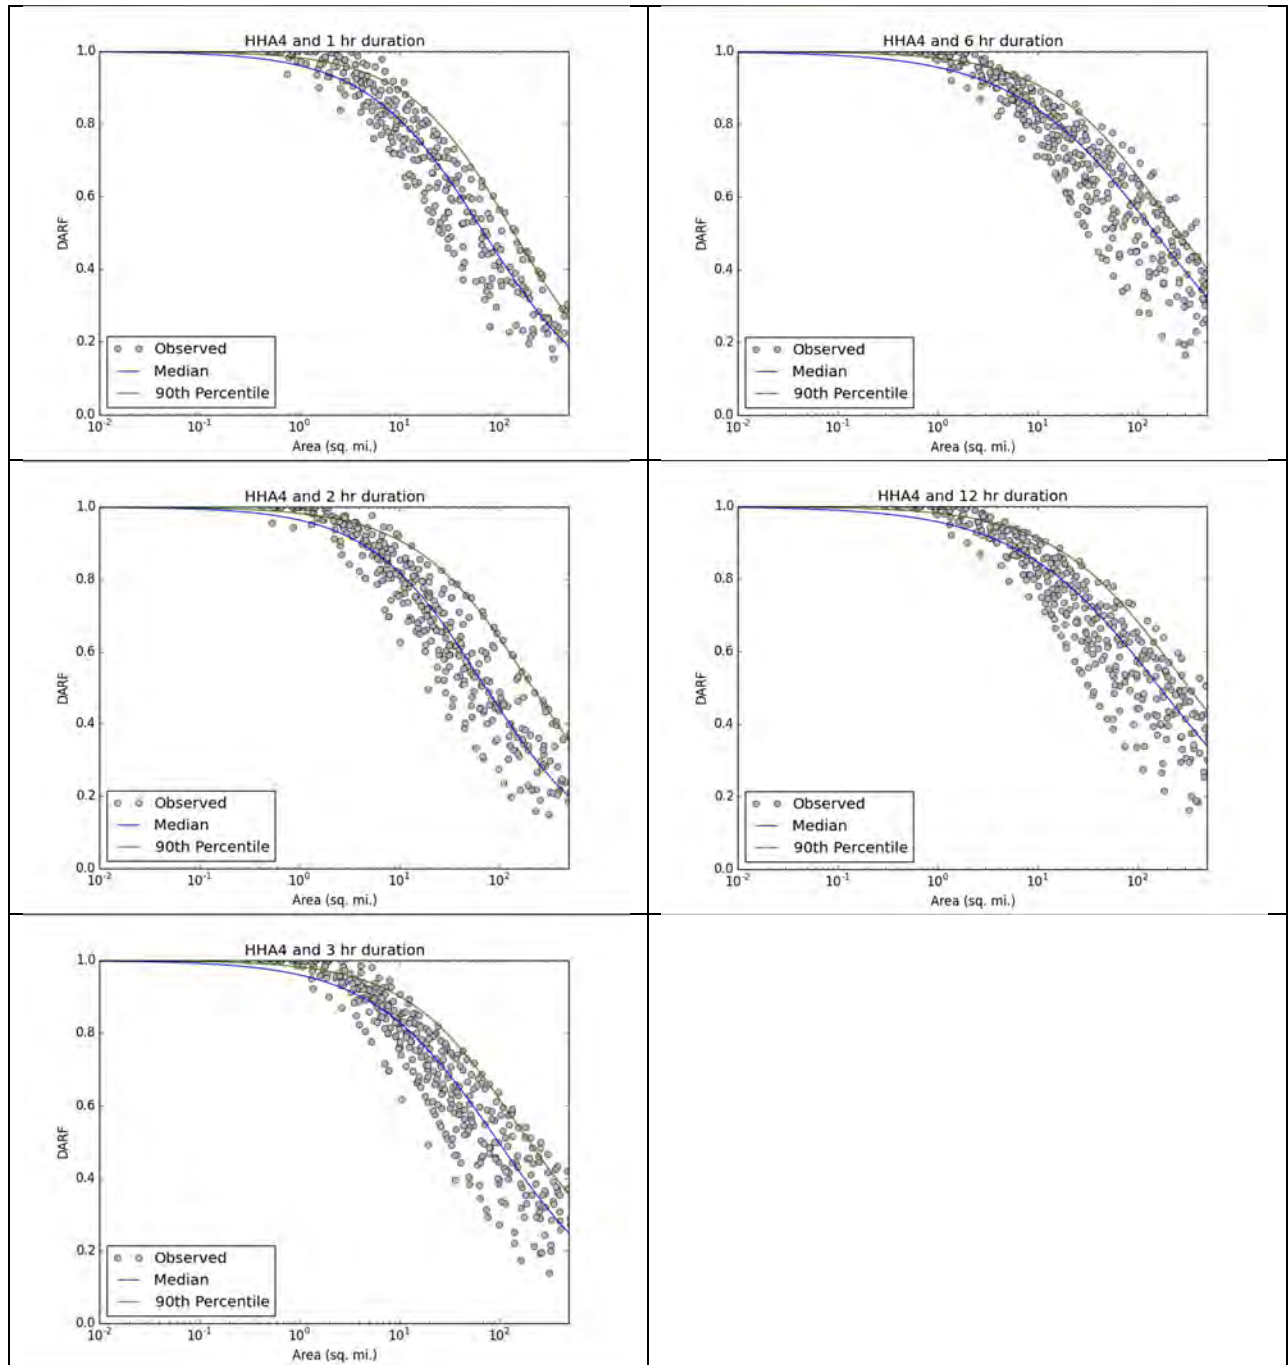 HHA4 and 1 hr duration
1.0
0.8
0.6
0.4
0.2
0.0
DARF
Observed
Median
90th Percentile
10⁻² 10⁻¹ 10⁰ 10¹ 10²
Area (sq. mi.)
HHA4 and 6 hr duration
1.0
0.8
0.6
0.4
0.2
0.0
DARF
Observed
Median
90th Percentile
10⁻² 10⁻¹ 10⁰ 10¹ 10²
Area (sq. mi.)
HHA4 and 2 hr duration
1.0
0.8
0.6
0.4
0.2
0.0
DARF
Observed
Median
90th Percentile
10⁻² 10⁻¹ 10⁰ 10¹ 10²
Area (sq. mi.)
HHA4 and 12 hr duration
1.0
0.8
0.6
0.4
0.2
0.0
DARF
Observed
Median
90th Percentile
10⁻² 10⁻¹ 10⁰ 10¹ 10²
Area (sq. mi.)
HHA4 and 3 hr duration
1.0
0.8
0.6
0.4
0.2
0.0
DARF
Observed
Median
90th Percentile
10⁻² 10⁻¹ 10⁰ 10¹ 10²
Area (sq. mi.)